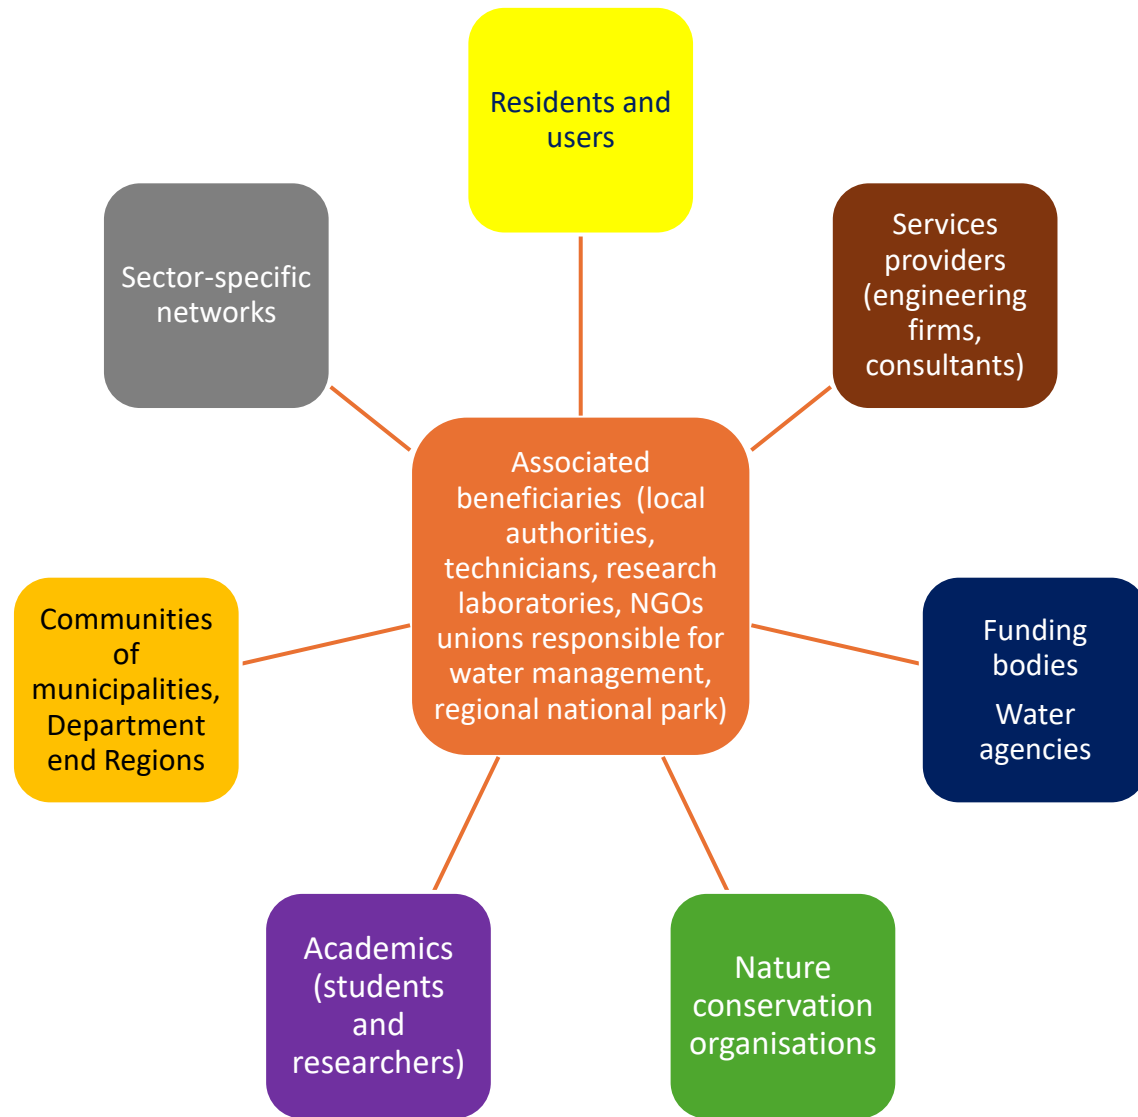 Residents and
users
Services
providers
(engineering
firms,
consultants)
Sector-specific
networks
Associated
beneficiaries  (local
authorities,
technicians, research
laboratories, NGOs
unions responsible for
water management,
regional national park)
Communities
of
municipalities,
Department
end Regions
Funding
bodies
Water
agencies
Academics
(students
and
researchers)
Nature
conservation
organisations